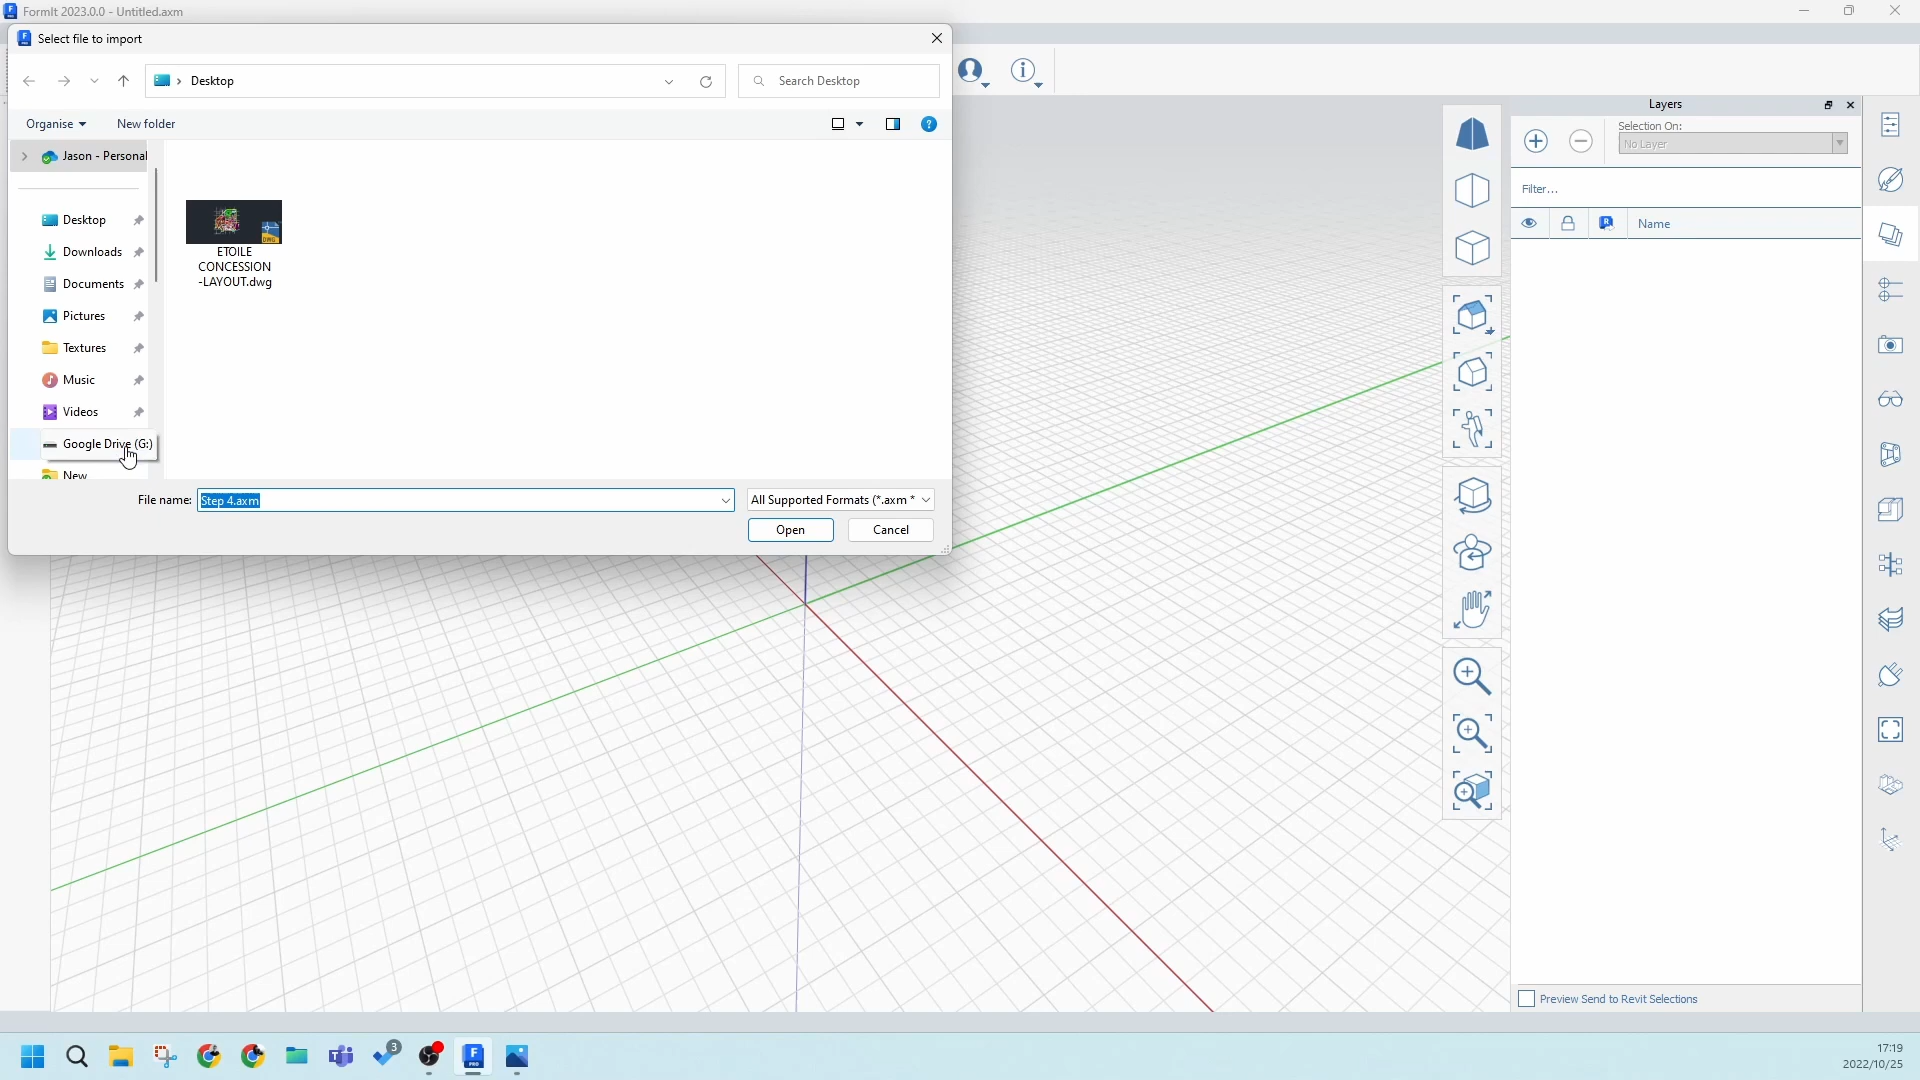 FormIt 2023.0.0 - Untitled.axm
Select file to import
Desktop
Search Desktop
Organise
New folder
Jason - Personal
Desktop
Downloads
Documents
Pictures
Textures
Music
Videos
Google Drive (G:)
New
ETOILE
CONCESSION
-LAYOUT.dwg
DWG
File name:
Step 4.axm
All Supported Formats (*.axm *
Open
Cancel
Layers
Selection On:
No Layer
Filter...
Name
Preview Send to Revit Selections
3
17:19
2022/10/25